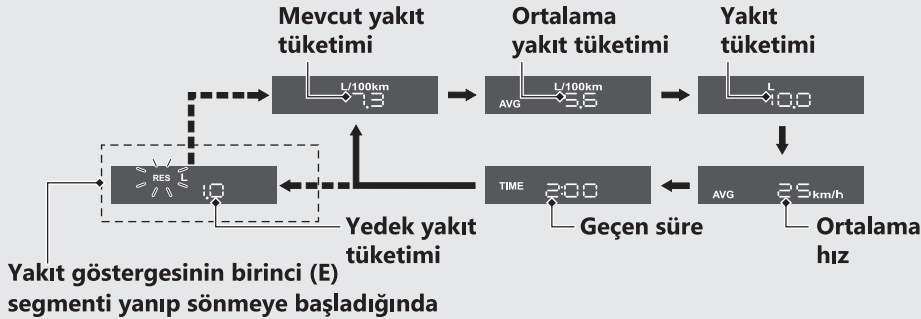 Mevcut yakıt
tüketimi
Ortalama
yakıt tüketimi
Yakıt
tüketimi
L/100km
7.3
L/100km
AVG 5.6
L
10.0
RES L
1.0
TIME 2:00
AVG 25 km/h
Yedek yakıt
tüketimi
Geçen süre
Ortalama
hız
Yakıt göstergesinin birinci (E)
segmenti yanıp sönmeye başladığında